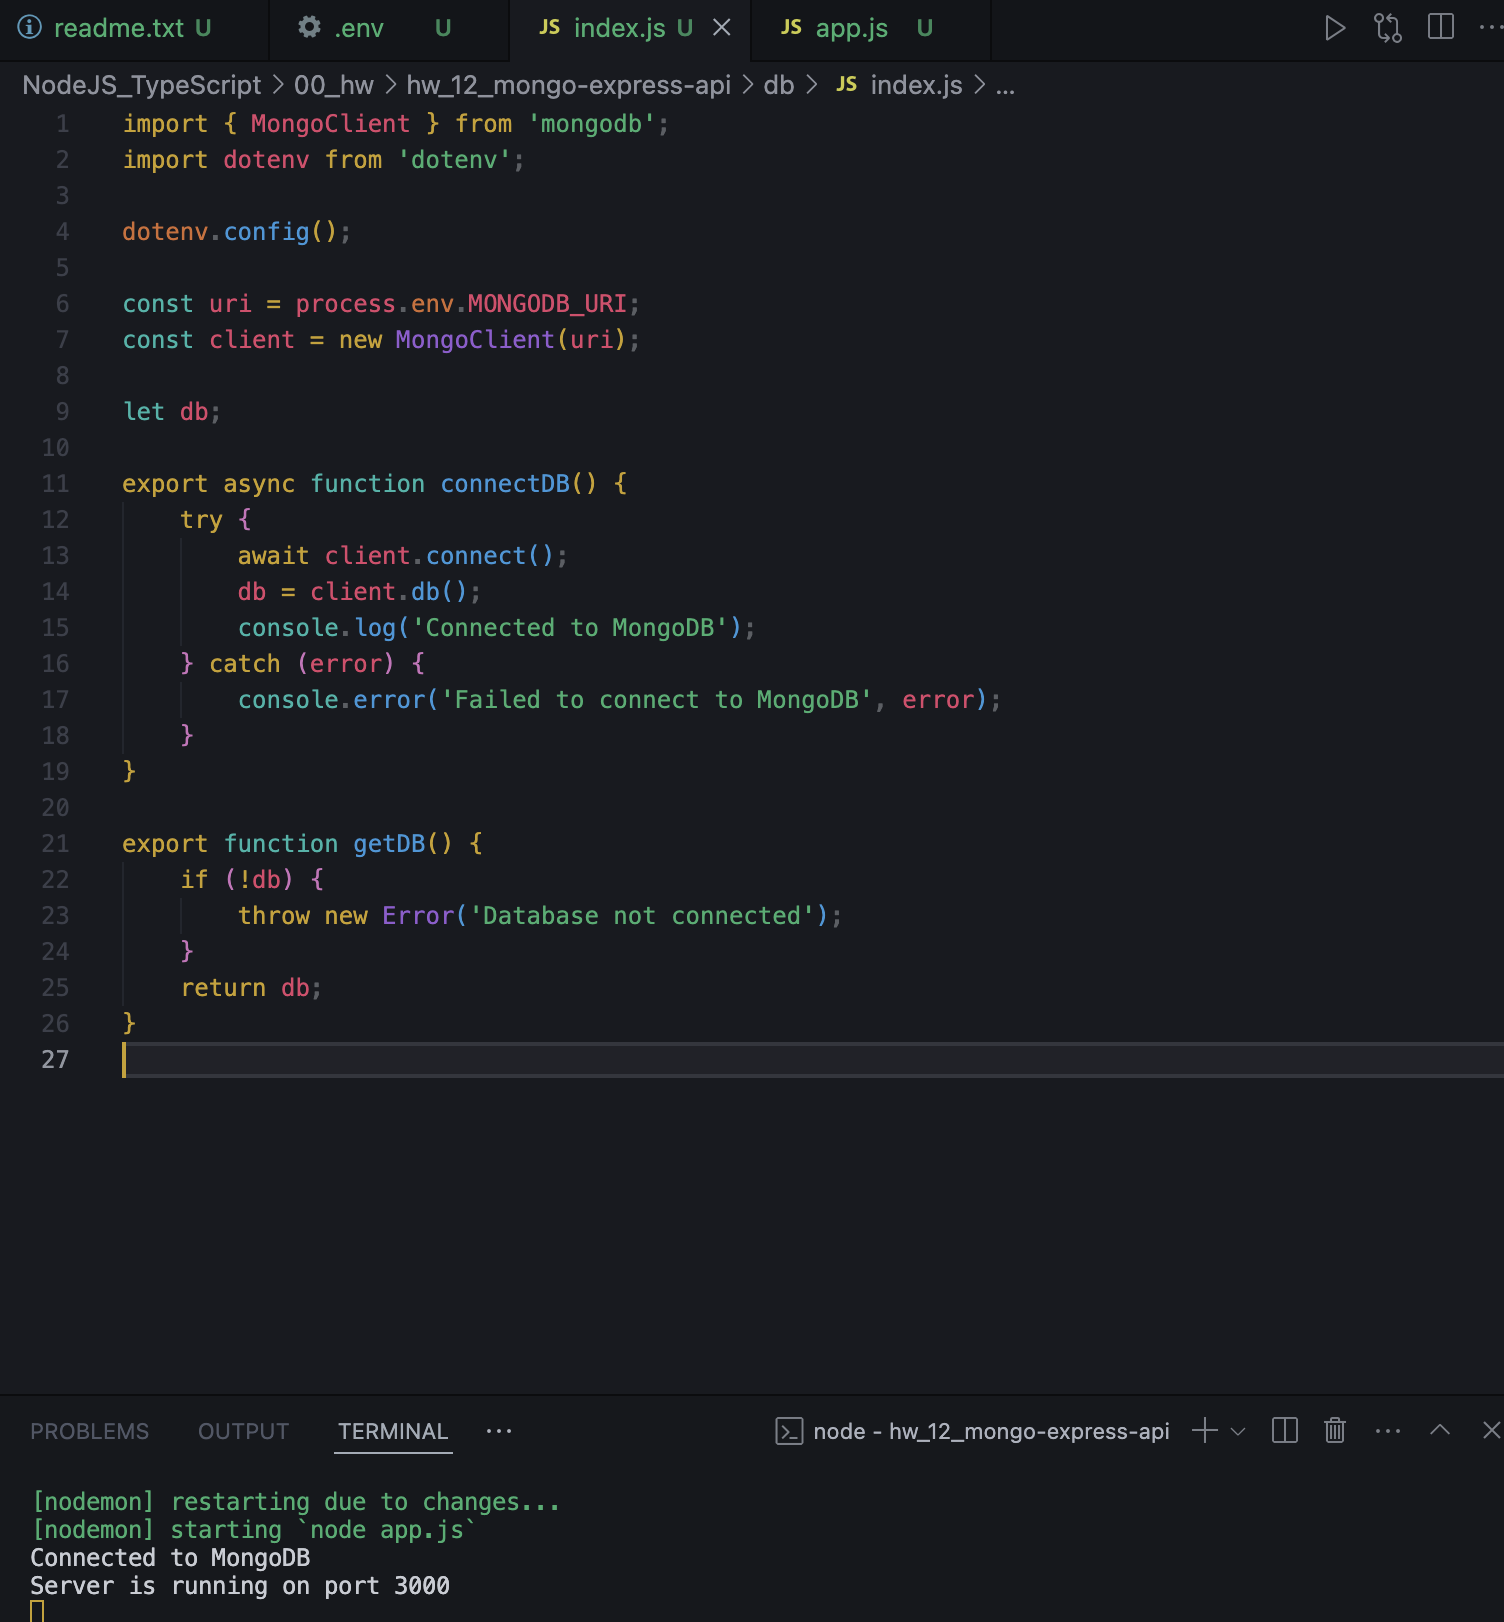 readme.txt U .env U JS index.js U JS app.js U
NodeJS_TypeScript > 00_hw > hw_12_mongo-express-api > db > JS index.js > ...
1 import { MongoClient } from 'mongodb';
2 import dotenv from 'dotenv';
3
4 dotenv.config();
5
6 const uri = process.env.MONGODB_URI;
7 const client = new MongoClient(uri);
8
9 let db;
10
11 export async function connectDB() {
12     try {
13         await client.connect();
14         db = client.db();
15         console.log('Connected to MongoDB');
16     } catch (error) {
17         console.error('Failed to connect to MongoDB', error);
18     }
19 }
20
21 export function getDB() {
22     if (!db) {
23         throw new Error('Database not connected');
24     }
25     return db;
26 }
27
PROBLEMS OUTPUT TERMINAL ... node - hw_12_mongo-express-api
[nodemon] restarting due to changes...
[nodemon] starting `node app.js`
Connected to MongoDB
Server is running on port 3000